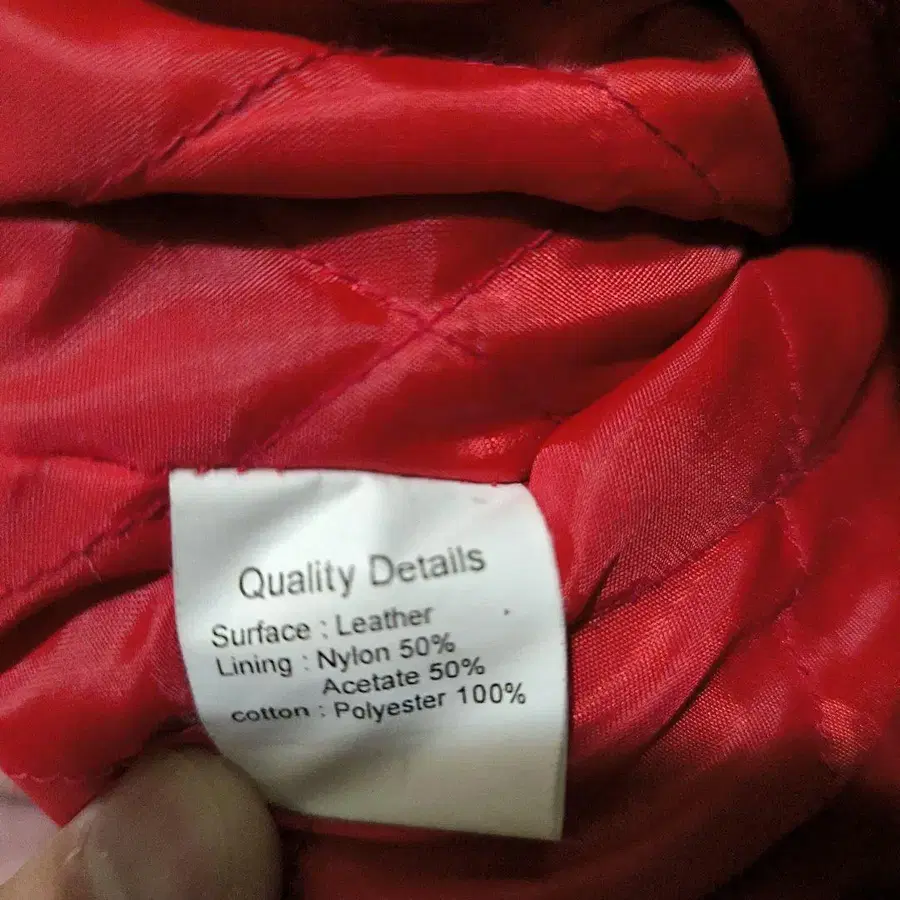 Quality Details
Surface : Leather
Lining : Nylon 50%
Acetate 50%
cotton : Polyester 100%